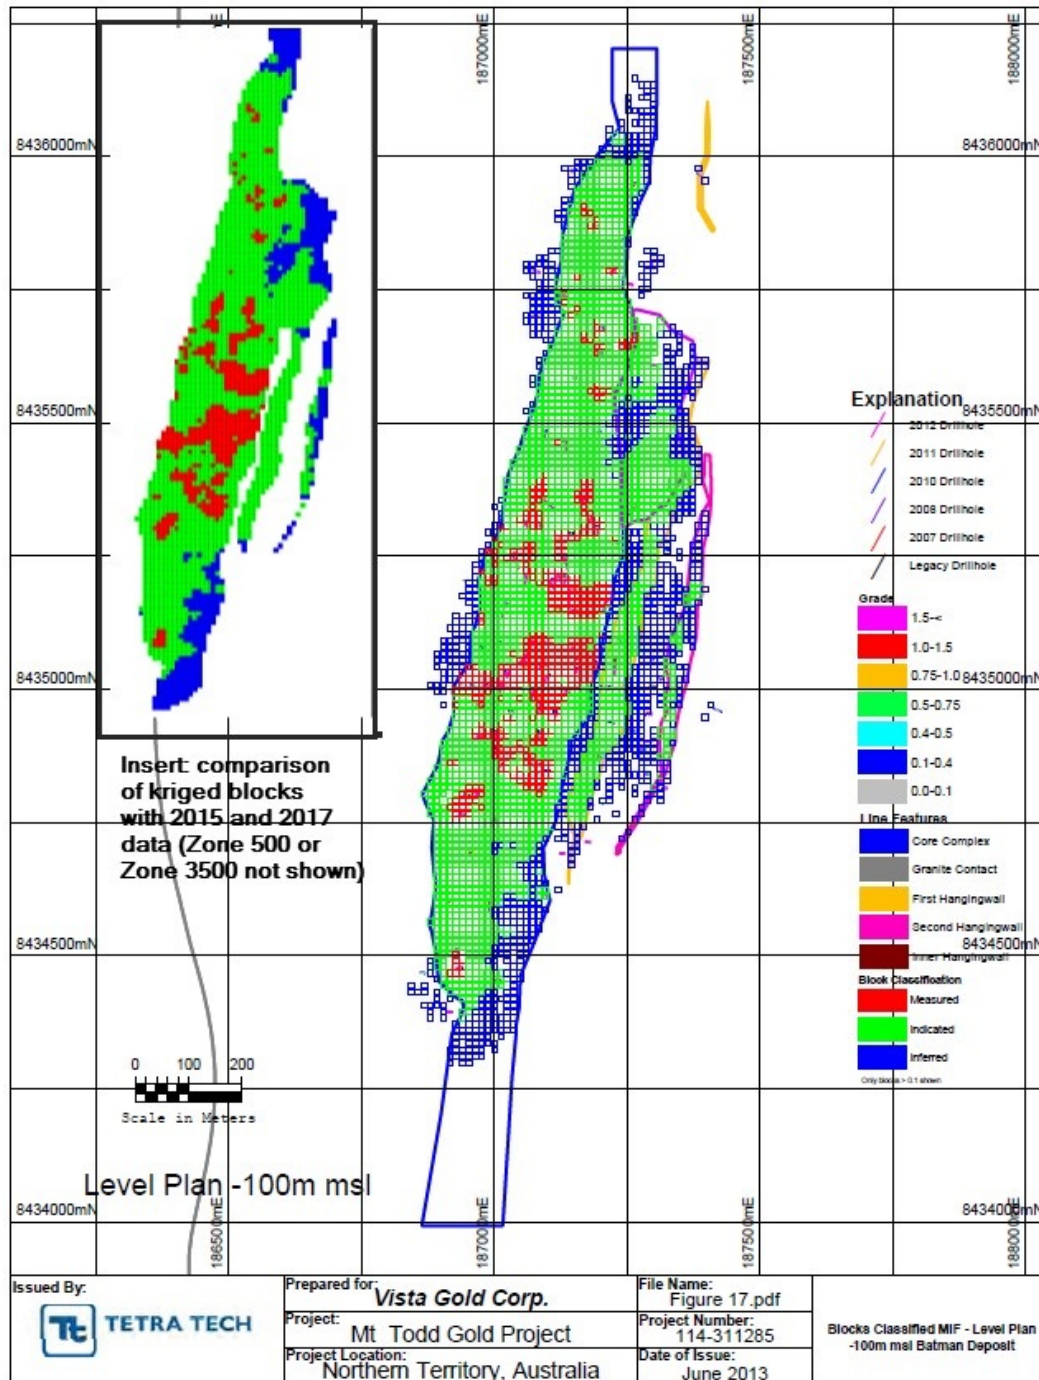 187000mE
187500mE
188000mE
8436000mN
8436000mN
8435500mN
8435500mN
8435000mN
8435000mN
8434500mN
8434500mN
8434000mN
8434000mN
Explanation
2012 Drillhole
2011 Drillhole
2010 Drillhole
2008 Drillhole
2007 Drillhole
Legacy Drillhole
Grade
1.5-<
1.0-1.5
0.75-1.0
0.5-0.75
0.4-0.5
0.1-0.4
0.0-0.1
Line Features
Core Complex
Granite Contact
First Hangingwall
Second Hangingwall
Inner Hangingwall
Block Classification
Measured
Indicated
Inferred
Only blocks > 0.1 shown
Insert: comparison
of kriged blocks
with 2015 and 2017
data (Zone 500 or
Zone 3500 not shown)
0 100 200
Scale in Meters
Level Plan -100m msl
186500mE
187000mE
187500mE
188000mE
Issued By:
Tt TETRA TECH
Prepared for:
Vista Gold Corp.
Project:
Mt Todd Gold Project
Project Location:
Northern Territory, Australia
File Name:
Figure 17.pdf
Project Number:
114-311285
Date of Issue:
June 2013
Blocks Classified MIF - Level Plan
-100m msl Batman Deposit